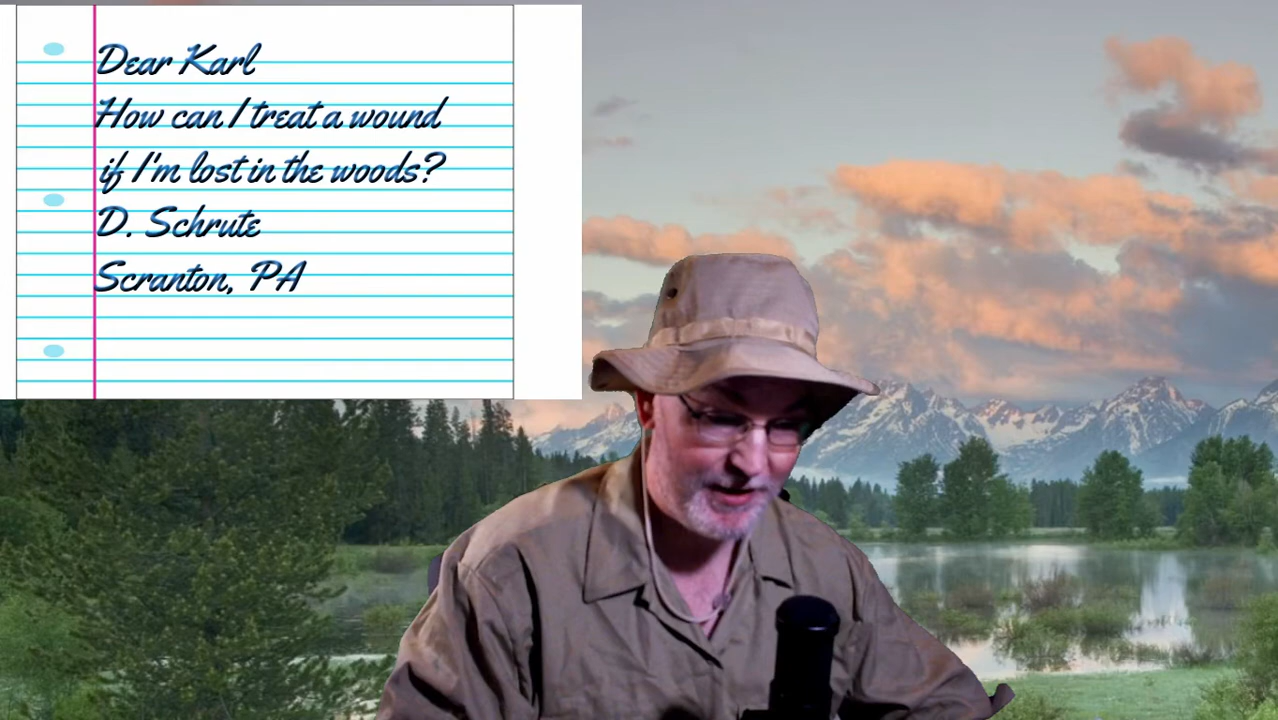 Dear Karl
How can I treat a wound
if I'm lost in the woods?
D. Schrute
Scranton, PA